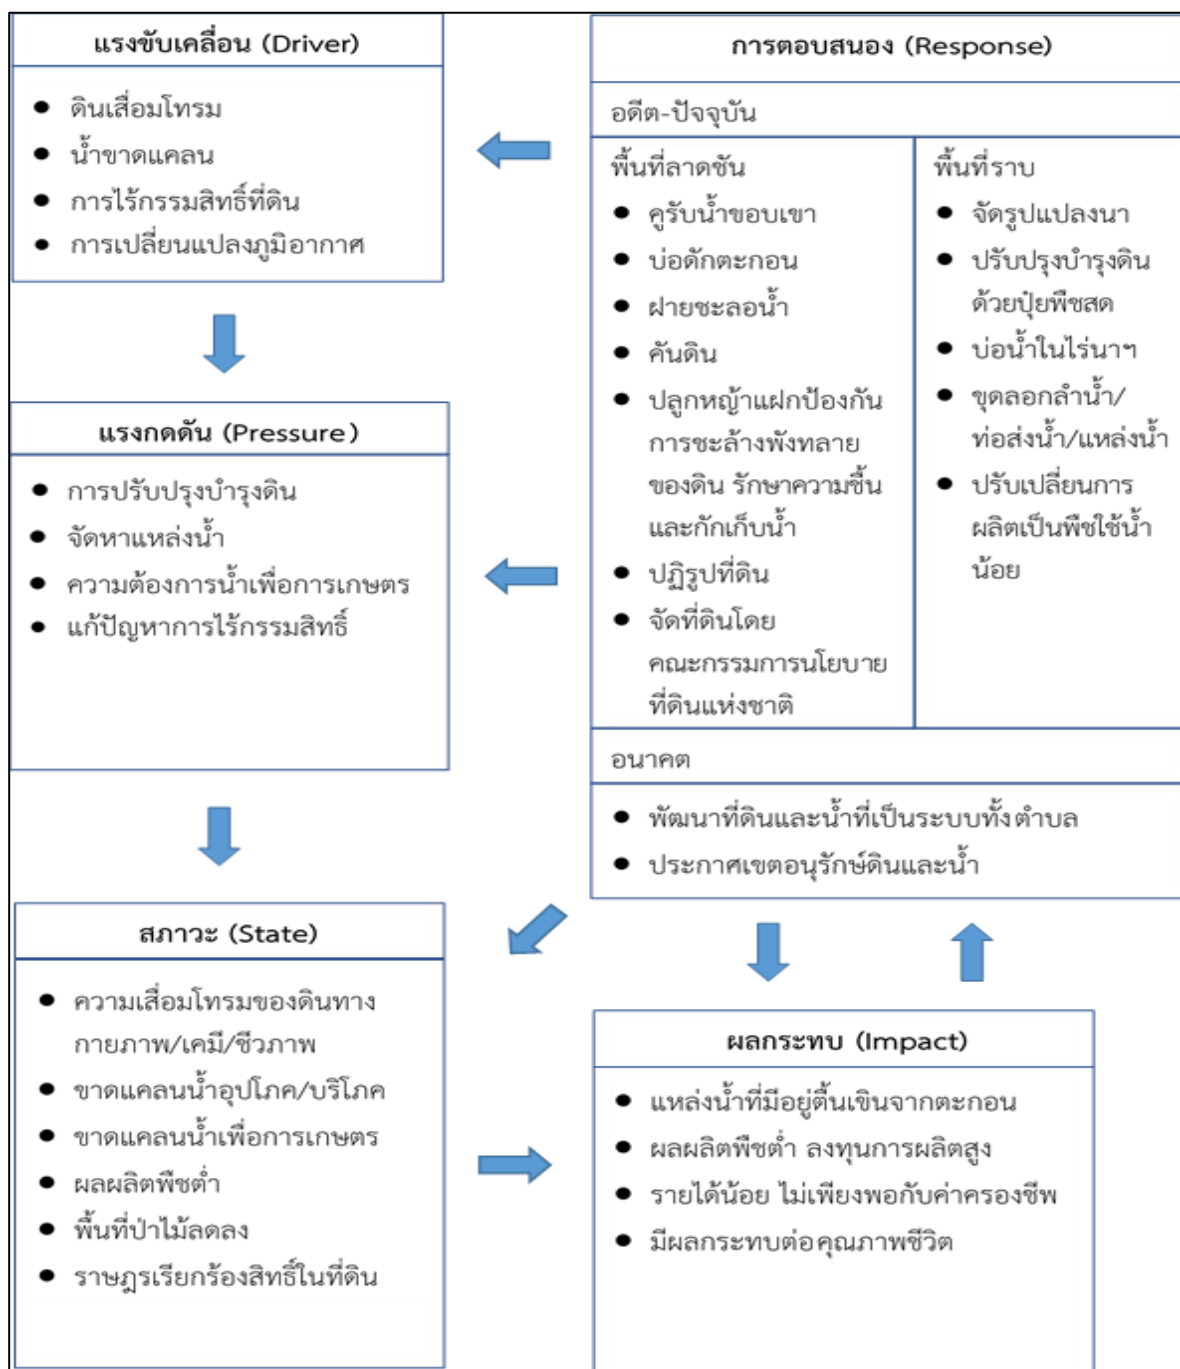 แรงขับเคลื่อน (Driver)
● ดินเสื่อมโทรม
● น้ำขาดแคลน
● การไร้กรรมสิทธิ์ที่ดิน
● การเปลี่ยนแปลงภูมิอากาศ
แรงกดดัน (Pressure)
● การปรับปรุงบำรุงดิน
● จัดหาแหล่งน้ำ
● ความต้องการน้ำเพื่อการเกษตร
● แก้ปัญหาการไร้กรรมสิทธิ์
สภาวะ (State)
● ความเสื่อมโทรมของดินทาง
กายภาพ/เคมี/ชีวภาพ
● ขาดแคลนน้ำอุปโภค/บริโภค
● ขาดแคลนน้ำเพื่อการเกษตร
● ผลผลิตพืชต่ำ
● พื้นที่ป่าไม้ลดลง
● ราษฎรเรียกร้องสิทธิ์ในที่ดิน
การตอบสนอง (Response)
อดีต-ปัจจุบัน
พื้นที่ลาดชัน
● คูรับน้ำขอบเขา
● บ่อดักตะกอน
● ฝายชะลอน้ำ
● คันดิน
● ปลูกหญ้าแฝกป้องกัน
การชะล้างพังทลาย
ของดิน รักษาความชื้น
และกักเก็บน้ำ
● ปฏิรูปที่ดิน
● จัดที่ดินโดย
คณะกรรมการนโยบาย
ที่ดินแห่งชาติ
พื้นที่ราบ
● จัดรูปแปลงนา
● ปรับปรุงบำรุงดิน
ด้วยปุ๋ยพืชสด
● บ่อน้ำในไร่นาฯ
● ขุดลอกลำน้ำ/
ท่อส่งน้ำ/แหล่งน้ำ
● ปรับเปลี่ยนการ
ผลิตเป็นพืชใช้น้ำ
น้อย
อนาคต
● พัฒนาที่ดินและน้ำที่เป็นระบบทั้งตำบล
● ประกาศเขตอนุรักษ์ดินและน้ำ
ผลกระทบ (Impact)
● แหล่งน้ำที่มีอยู่ตื้นเขินจากตะกอน
● ผลผลิตพืชต่ำ ลงทุนการผลิตสูง
● รายได้น้อย ไม่เพียงพอกับค่าครองชีพ
● มีผลกระทบต่อคุณภาพชีวิต